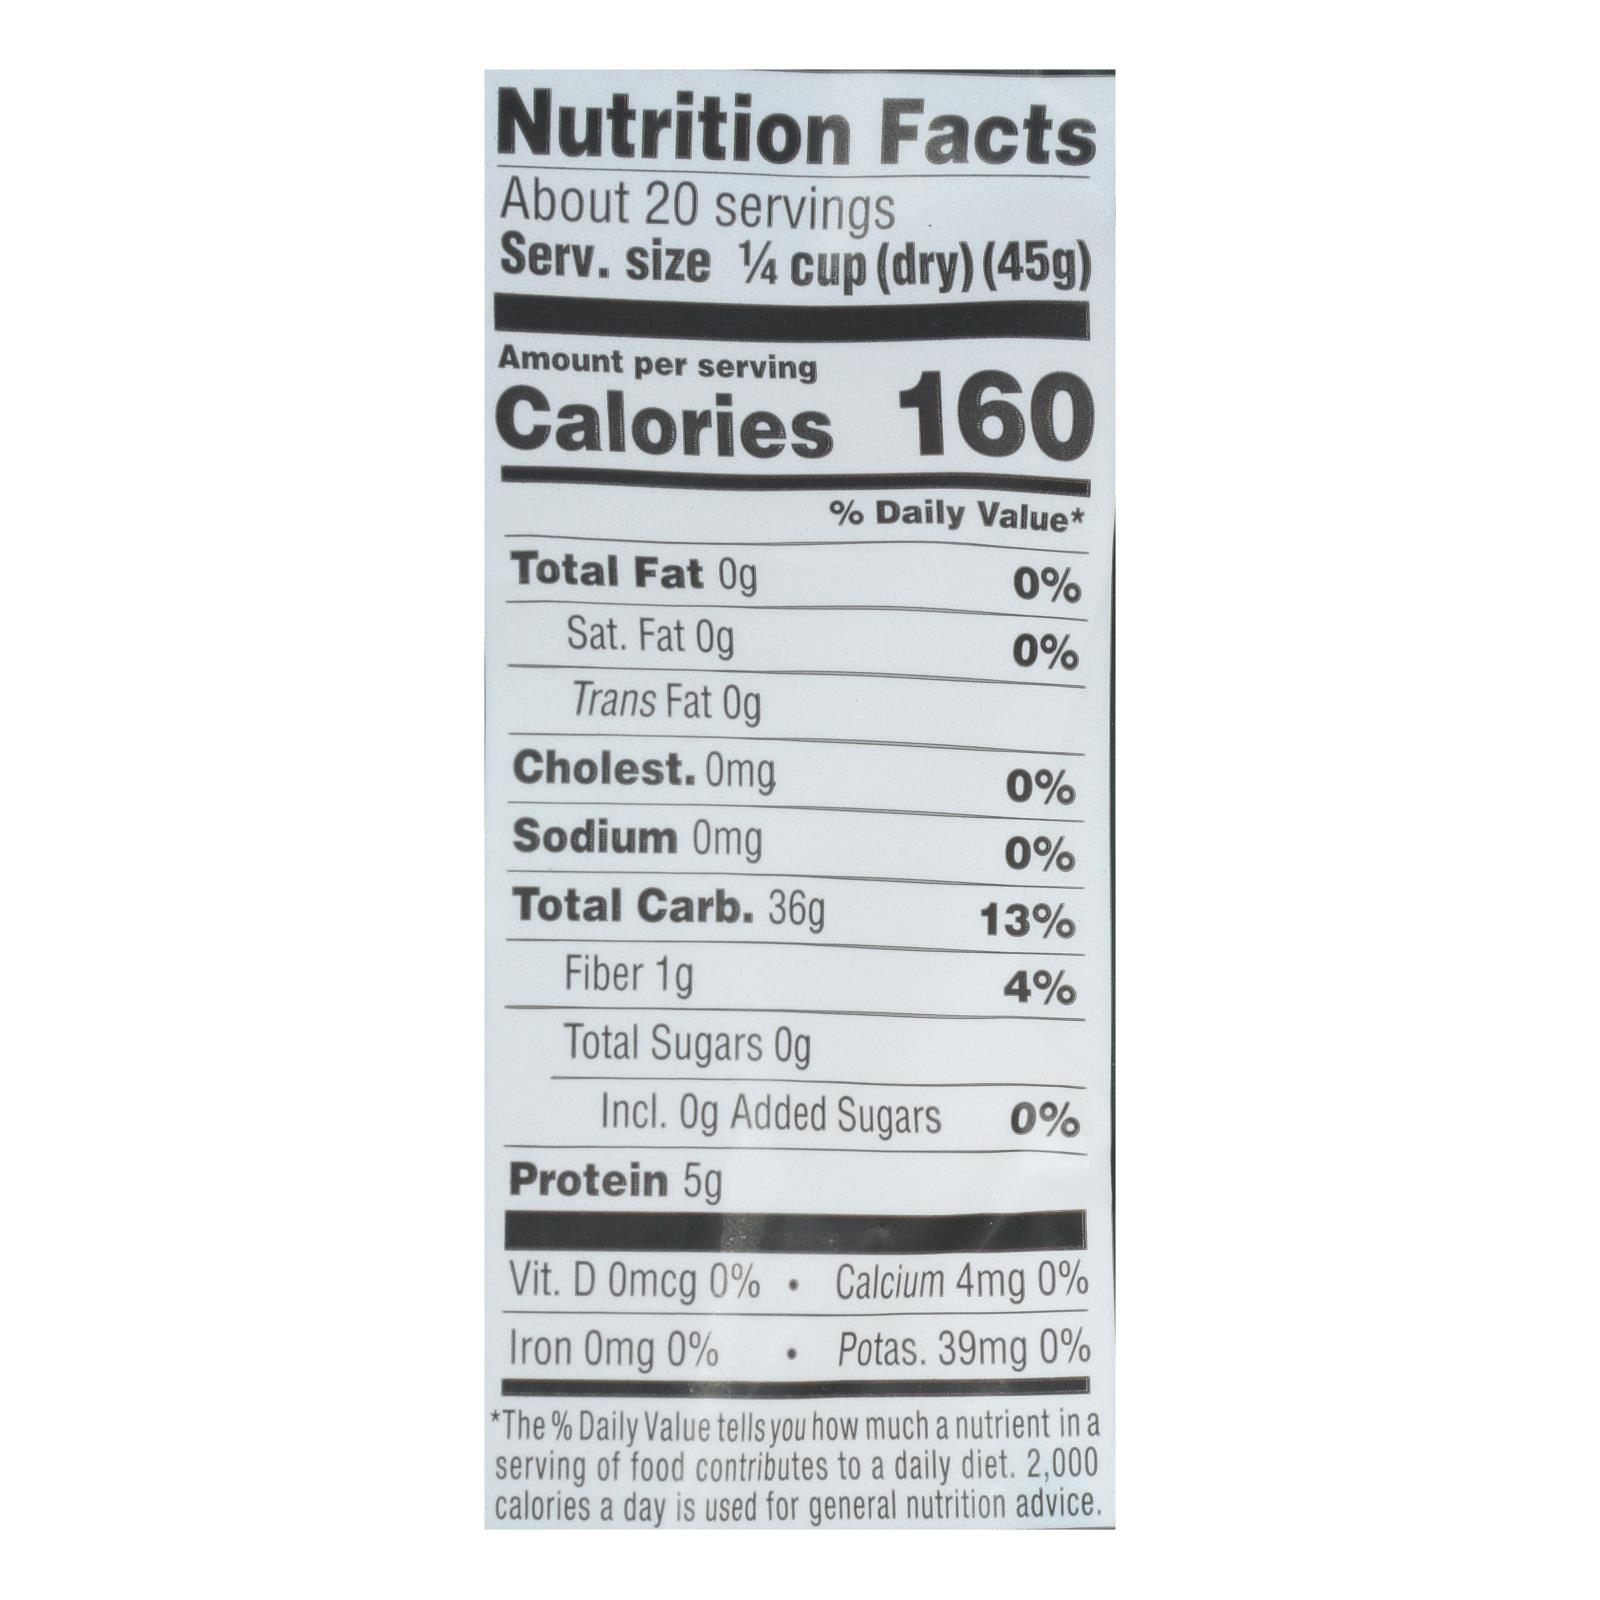 Nutrition Facts
About 20 servings
Serv. size ¼ cup (dry) (45g)
Amount per serving
Calories 160
% Daily Value*
Total Fat 0g 0%
Sat. Fat 0g 0%
Trans Fat 0g
Cholest. 0mg 0%
Sodium 0mg 0%
Total Carb. 36g 13%
Fiber 1g 4%
Total Sugars 0g
Incl. 0g Added Sugars 0%
Protein 5g
Vit. D 0mcg 0% • Calcium 4mg 0%
Iron 0mg 0% • Potas. 39mg 0%
*The % Daily Value tells you how much a nutrient in a
serving of food contributes to a daily diet. 2,000
calories a day is used for general nutrition advice.